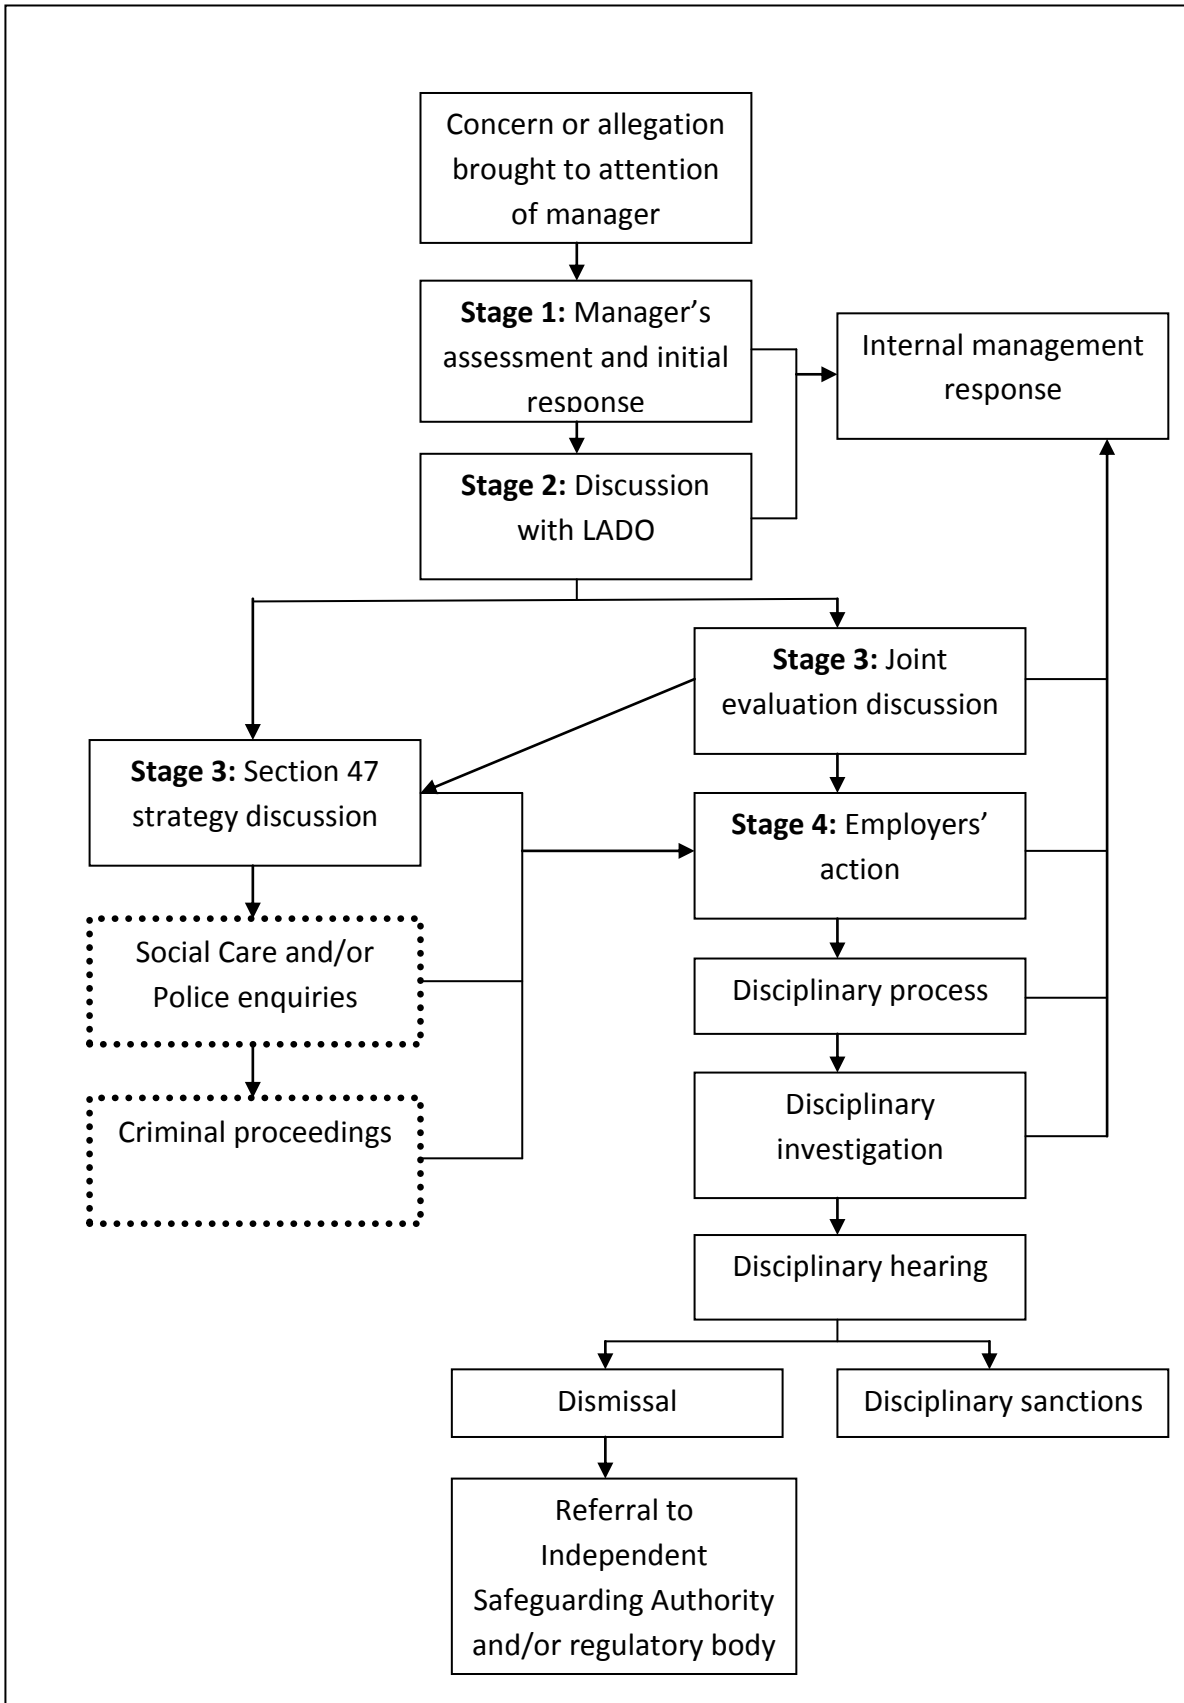 Concern or allegation
brought to attention
of manager
Stage 1: Manager’s
assessment and initial
response
Internal management
response
Stage 2: Discussion
with LADO
Stage 3: Joint
evaluation discussion
Stage 3: Section 47
strategy discussion
Stage 4: Employers’
action
Social Care and/or
Police enquiries
Disciplinary process
Criminal proceedings
Disciplinary
investigation
Disciplinary hearing
Dismissal
Disciplinary sanctions
Referral to
Independent
Safeguarding Authority
and/or regulatory body